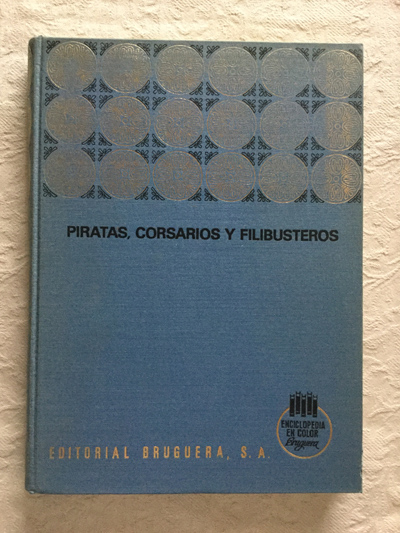 PIRATAS, CORSARIOS Y FILIBUSTEROS
ENCICLOPEDIA
EN COLOR
Bruguera
EDITORIAL BRUGUERA, S. A.